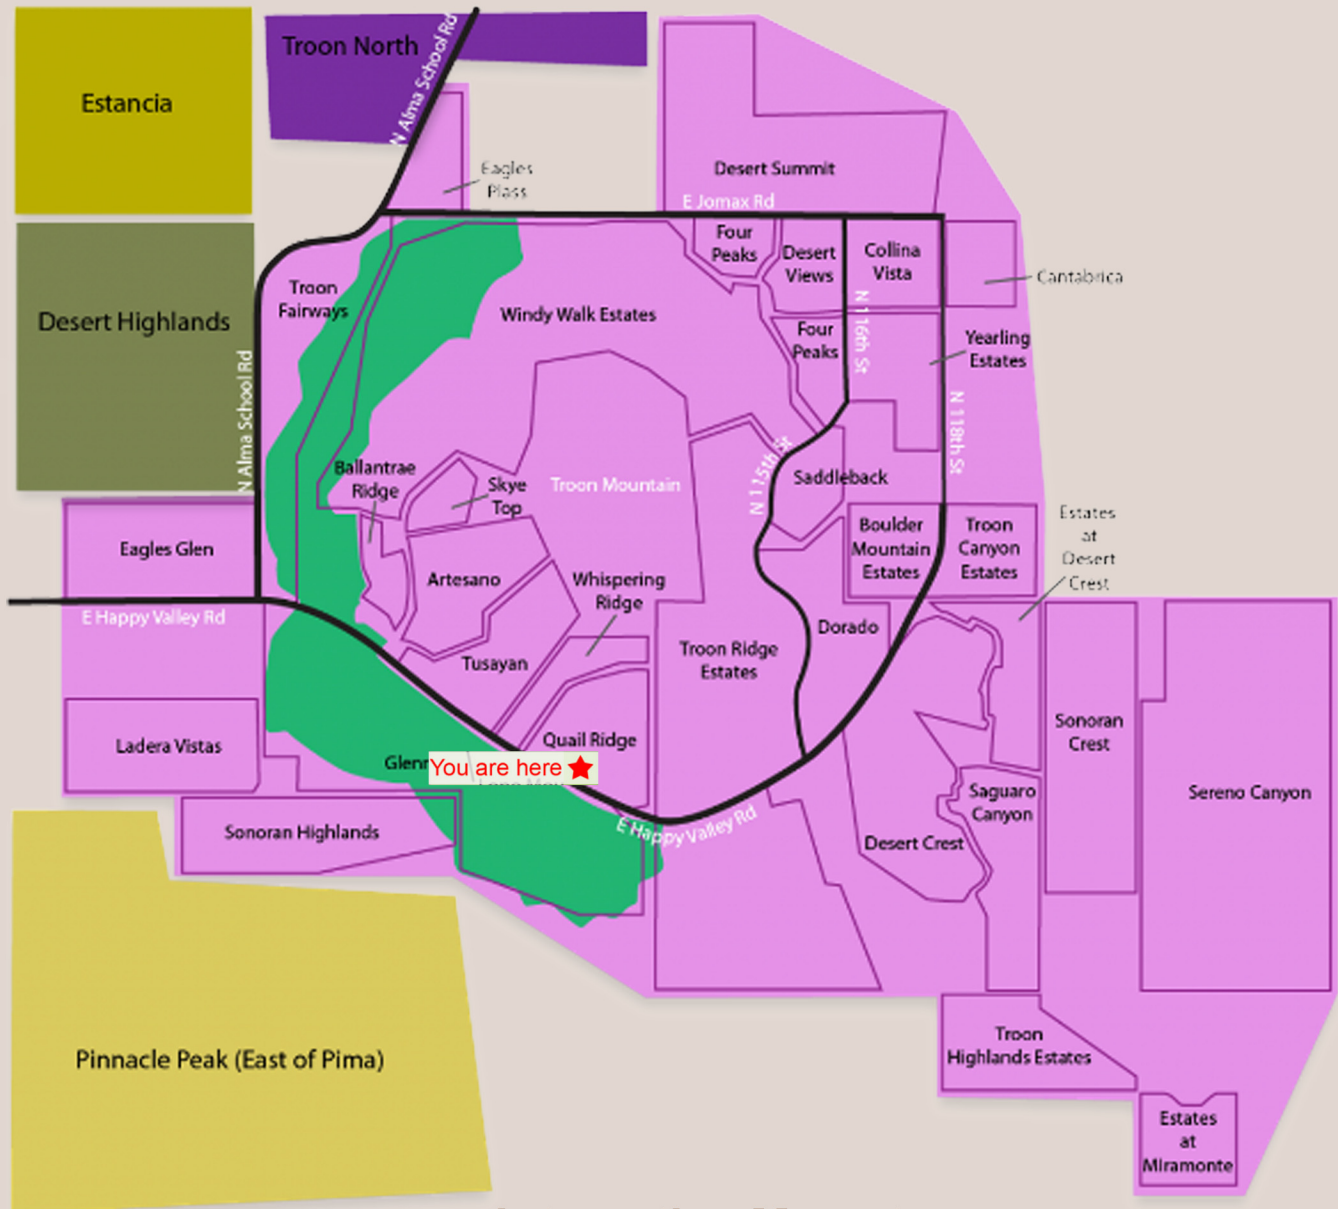 Estancia
Troon North
N Alma School Rd
Eagles
Plass
Desert Summit
E Jomax Rd
Desert Highlands
Troon
Fairways
N Alma School Rd
Windy Walk Estates
Four
Peaks
Desert
Views
Collina
Vista
Cantabrica
N 116th St
Four
Peaks
Yearling
Estates
N 118th St
Ballantrae
Ridge
Skye
Top
Troon Mountain
N 115th St
Saddleback
Eagles Glen
Boulder
Mountain
Estates
Troon
Canyon
Estates
Estates
at
Desert
Crest
Artesano
Whispering
Ridge
E Happy Valley Rd
Tusayan
Troon Ridge
Estates
Dorado
Ladera Vistas
Quail Ridge
You are here
Sonoran
Crest
Sereno Canyon
Saguaro
Canyon
Sonoran Highlands
E Happy Valley Rd
Desert Crest
Pinnacle Peak (East of Pima)
Troon
Highlands Estates
Estates
at
Miramonte